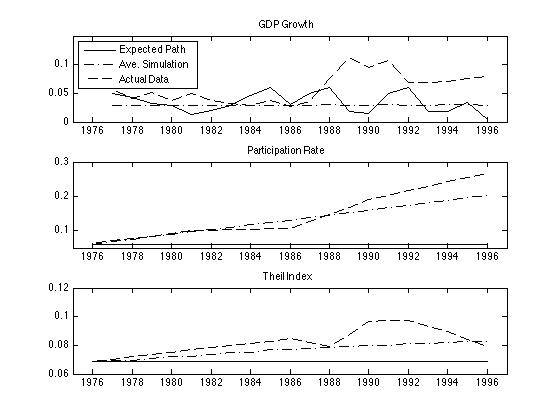 GDP Growth
Expected Path
Ave. Simulation
Actual Data
0.1
0.05
0
1976 1978 1980 1982 1984 1986 1988 1990 1992 1994 1996
Participation Rate
0.3
0.2
0.1
1976 1978 1980 1982 1984 1986 1988 1990 1992 1994 1996
Theil Index
0.12
0.1
0.08
0.06
1976 1978 1980 1982 1984 1986 1988 1990 1992 1994 1996